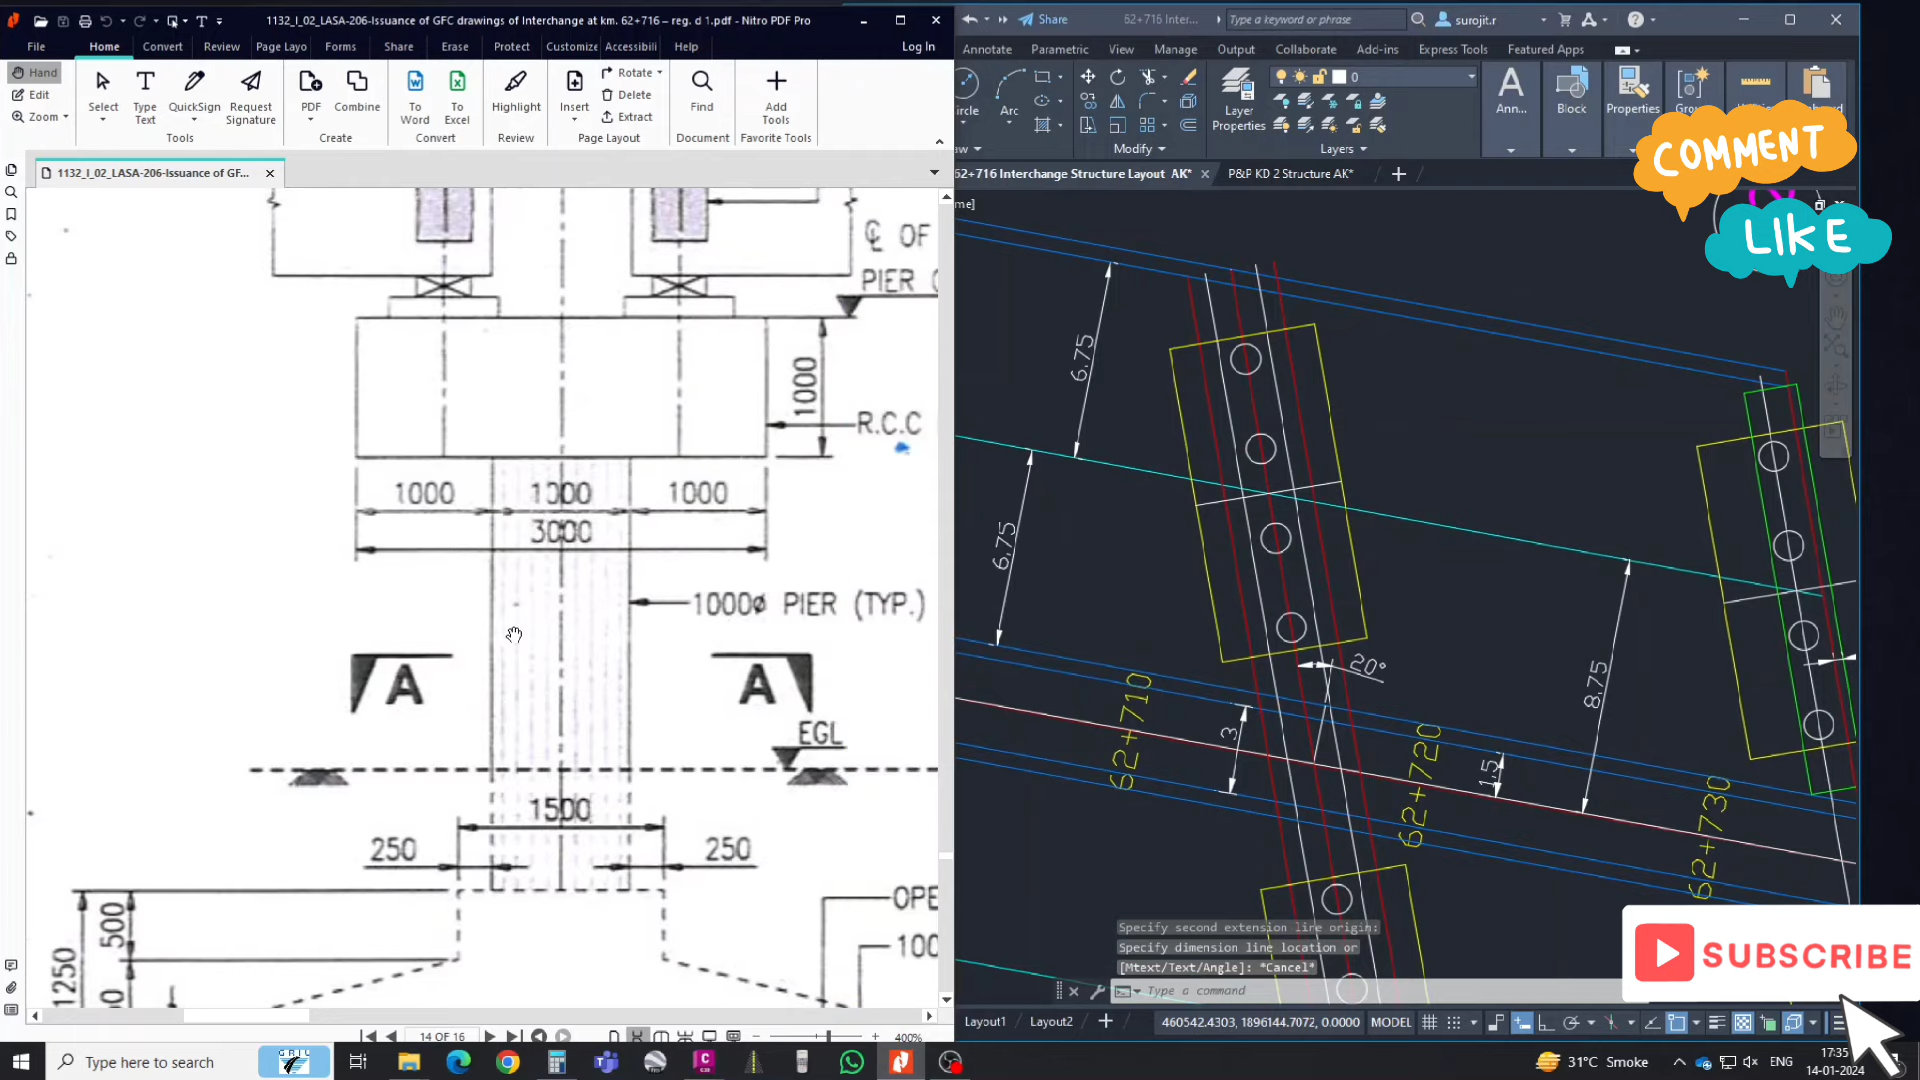 1132_I_02_LASA-206-Issuance of GFC drawings of Interchange at km. 62+716 – reg. d 1.pdf - Nitro PDF Pro
File Home Convert Review Page Layo Forms Share Erase Protect Customize Accessibili Help Log In
Hand
Edit
Zoom
Select
Type Text
QuickSign
Request Signature
Tools
PDF
Combine
Create
To Word
To Excel
Convert
Highlight
Review
Insert
Rotate
Delete
Extract
Page Layout
Find
Document
Add Tools
Favorite Tools
1132_I_02_LASA-206-Issuance of GF...
OF
PIER
1000
R.C.C
1000 1000 1000
3000
1000ø PIER (TYP.)
A A
EGL
1500
250 250
500
1250
OPE
100
14 OF 16
400%
Share
62+716 Inter...
Type a keyword or phrase
surojit.r
Annotate Parametric View Manage Output Collaborate Add-ins Express Tools Featured Apps
Circle
Arc
Modify
Layer Properties
0
Layers
Ann...
Block
Properties
62+716 Interchange Structure Layout AK*
P&P KD 2 Structure AK*
COMMENT
LIKE
6.75
6.75
20°
8.75
3
1.5
62+710
62+720
62+730
Specify second extension line origin:
Specify dimension line location or
[Mtext/Text/Angle]: *Cancel*
Type a command
SUBSCRIBE
Layout1 Layout2
460542.4303, 1896144.7072, 0.0000 MODEL
Type here to search
31°C Smoke
ENG
17:35
14-01-2024